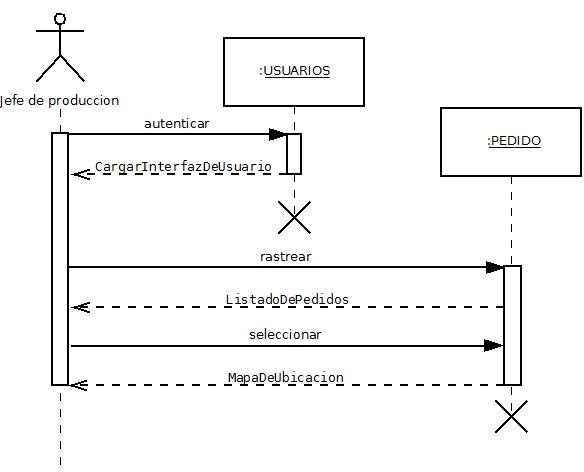 :USUARIOS
Jefe de produccion
autenticar
:PEDIDO
CargarInterfazDeUsuario
rastrear
ListadoDePedidos
seleccionar
MapaDeUbicacion